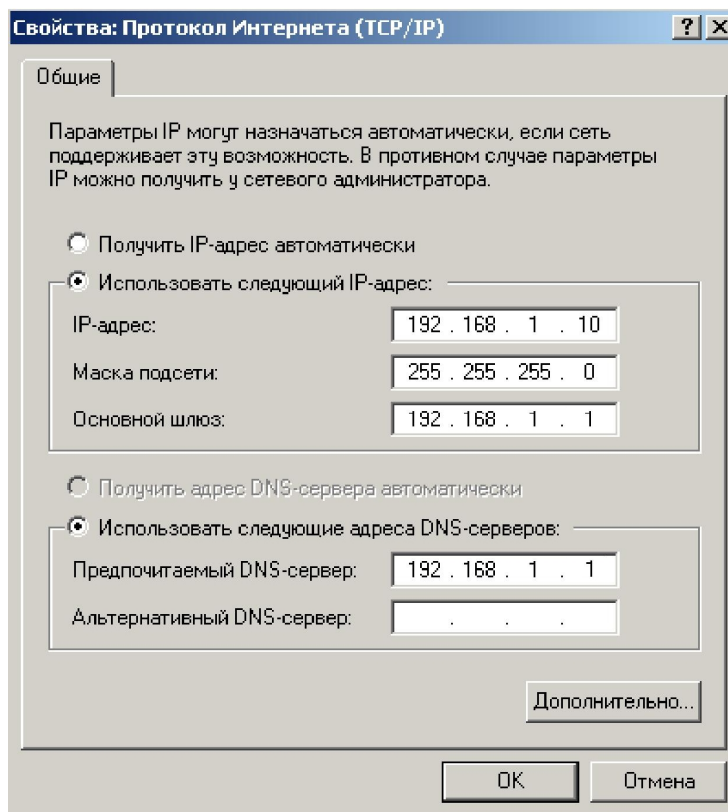 Свойства: Протокол Интернета (TCP/IP)
Общие
Параметры IP могут назначаться автоматически, если сеть
поддерживает эту возможность. В противном случае параметры
IP можно получить у сетевого администратора.
Получить IP-адрес автоматически
Использовать следующий IP-адрес:
IP-адрес: 192 . 168 . 1 . 10
Маска подсети: 255 . 255 . 255 . 0
Основной шлюз: 192 . 168 . 1 . 1
Получить адрес DNS-сервера автоматически
Использовать следующие адреса DNS-серверов:
Предпочитаемый DNS-сервер: 192 . 168 . 1 . 1
Альтернативный DNS-сервер: . . .
Дополнительно...
OK Отмена